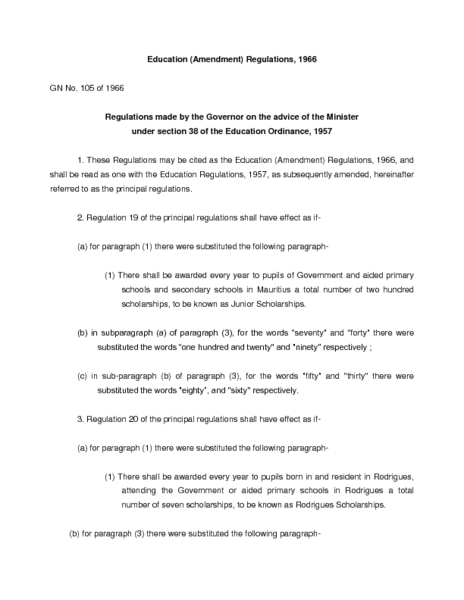 Education (Amendment) Regulations, 1966
GN No. 105 of 1966
Regulations made by the Governor on the advice of the Minister
under section 38 of the Education Ordinance, 1957
1. These Regulations may be cited as the Education (Amendment) Regulations, 1966, and
shall be read as one with the Education Regulations, 1957, as subsequently amended, hereinafter
referred to as the principal regulations.
2. Regulation 19 of the principal regulations shall have effect as if-
(a) for paragraph (1) there were substituted the following paragraph-
(1) There shall be awarded every year to pupils of Government and aided primary
schools and secondary schools in Mauritius a total number of two hundred
scholarships, to be known as Junior Scholarships.
(b) in subparagraph (a) of paragraph (3), for the words "seventy" and "forty" there were
substituted the words "one hundred and twenty" and "ninety" respectively ;
(c) in sub-paragraph (b) of paragraph (3), for the words "fifty" and "thirty" there were
substituted the words "eighty", and "sixty" respectively.
3. Regulation 20 of the principal regulations shall have effect as if-
(a) for paragraph (1) there were substituted the following paragraph-
(1) There shall be awarded every year to pupils born in and resident in Rodrigues,
attending the Government or aided primary schools in Rodrigues a total
number of seven scholarships, to be known as Rodrigues Scholarships.
(b) for paragraph (3) there were substituted the following paragraph-